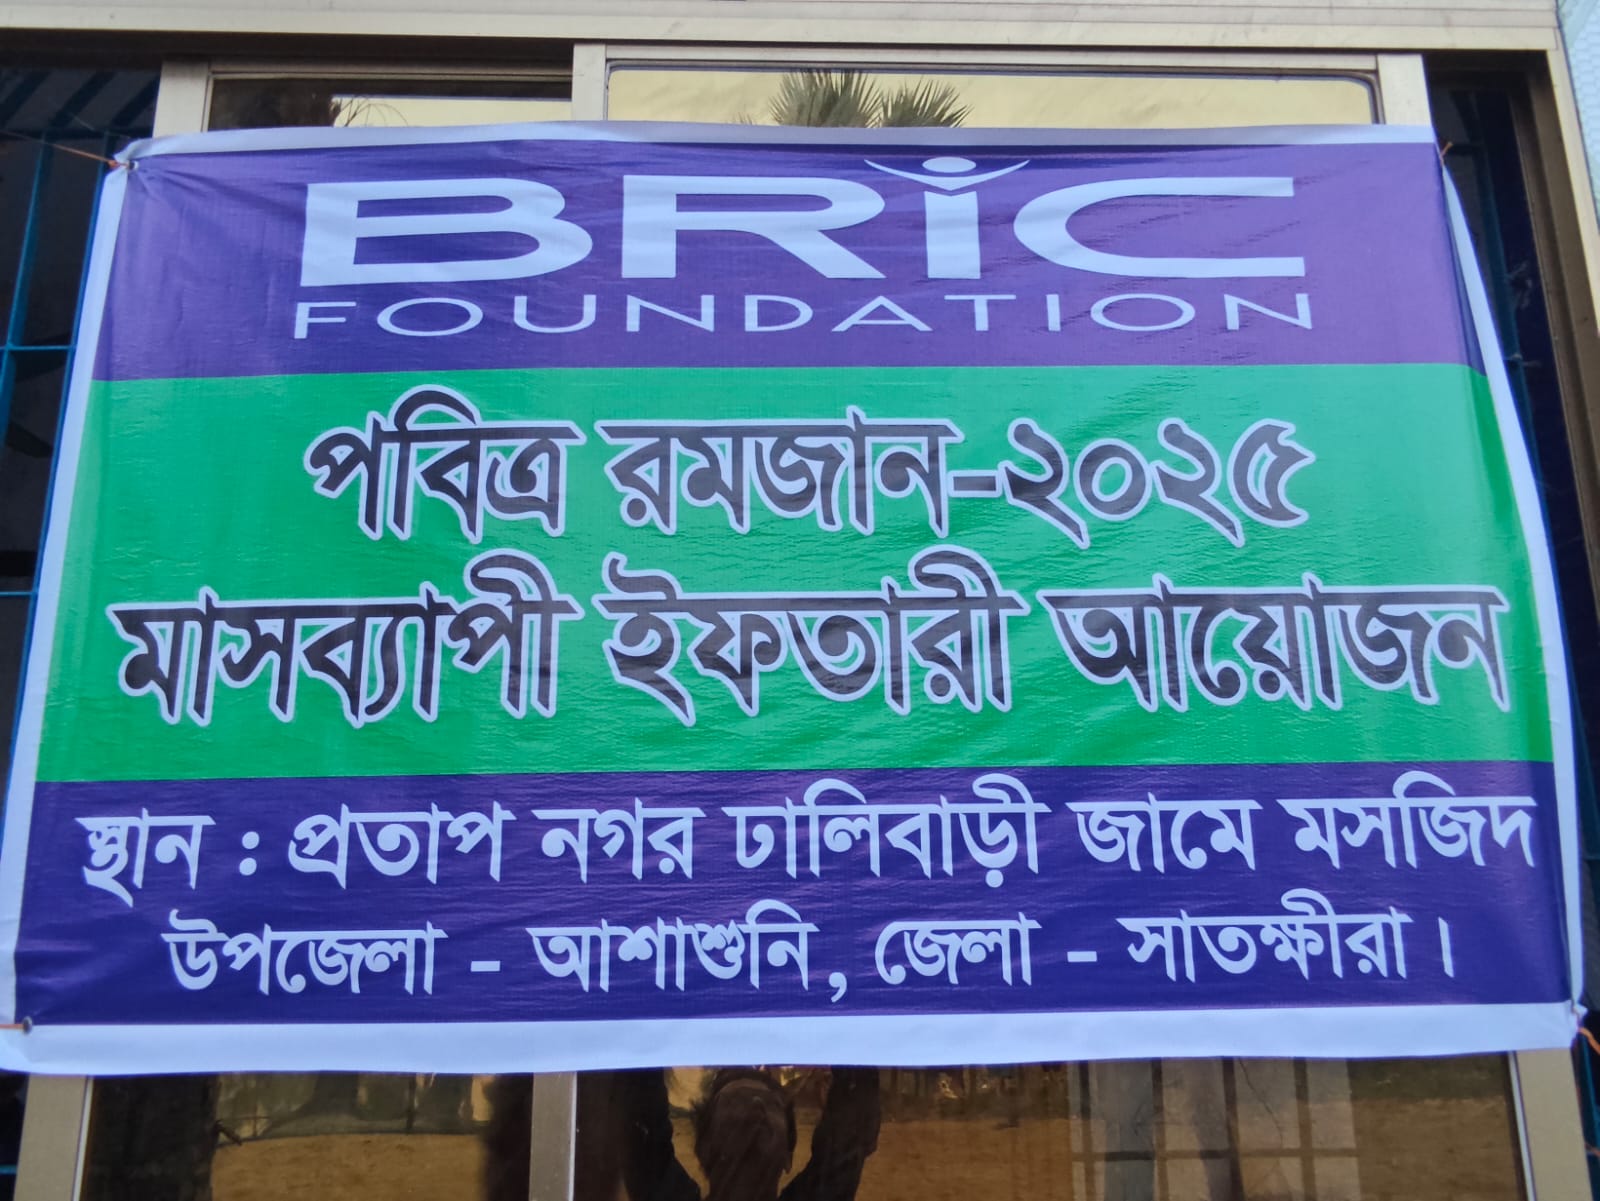 BRiC
FOUNDATION
পবিত্র রমজান-২০২৫
মাসব্যাপী ইফতারী আয়োজন
স্থান : প্রতাপ নগর ঢালিবাড়ী জামে মসজিদ
উপজেলা - আশাশুনি, জেলা - সাতক্ষীরা।